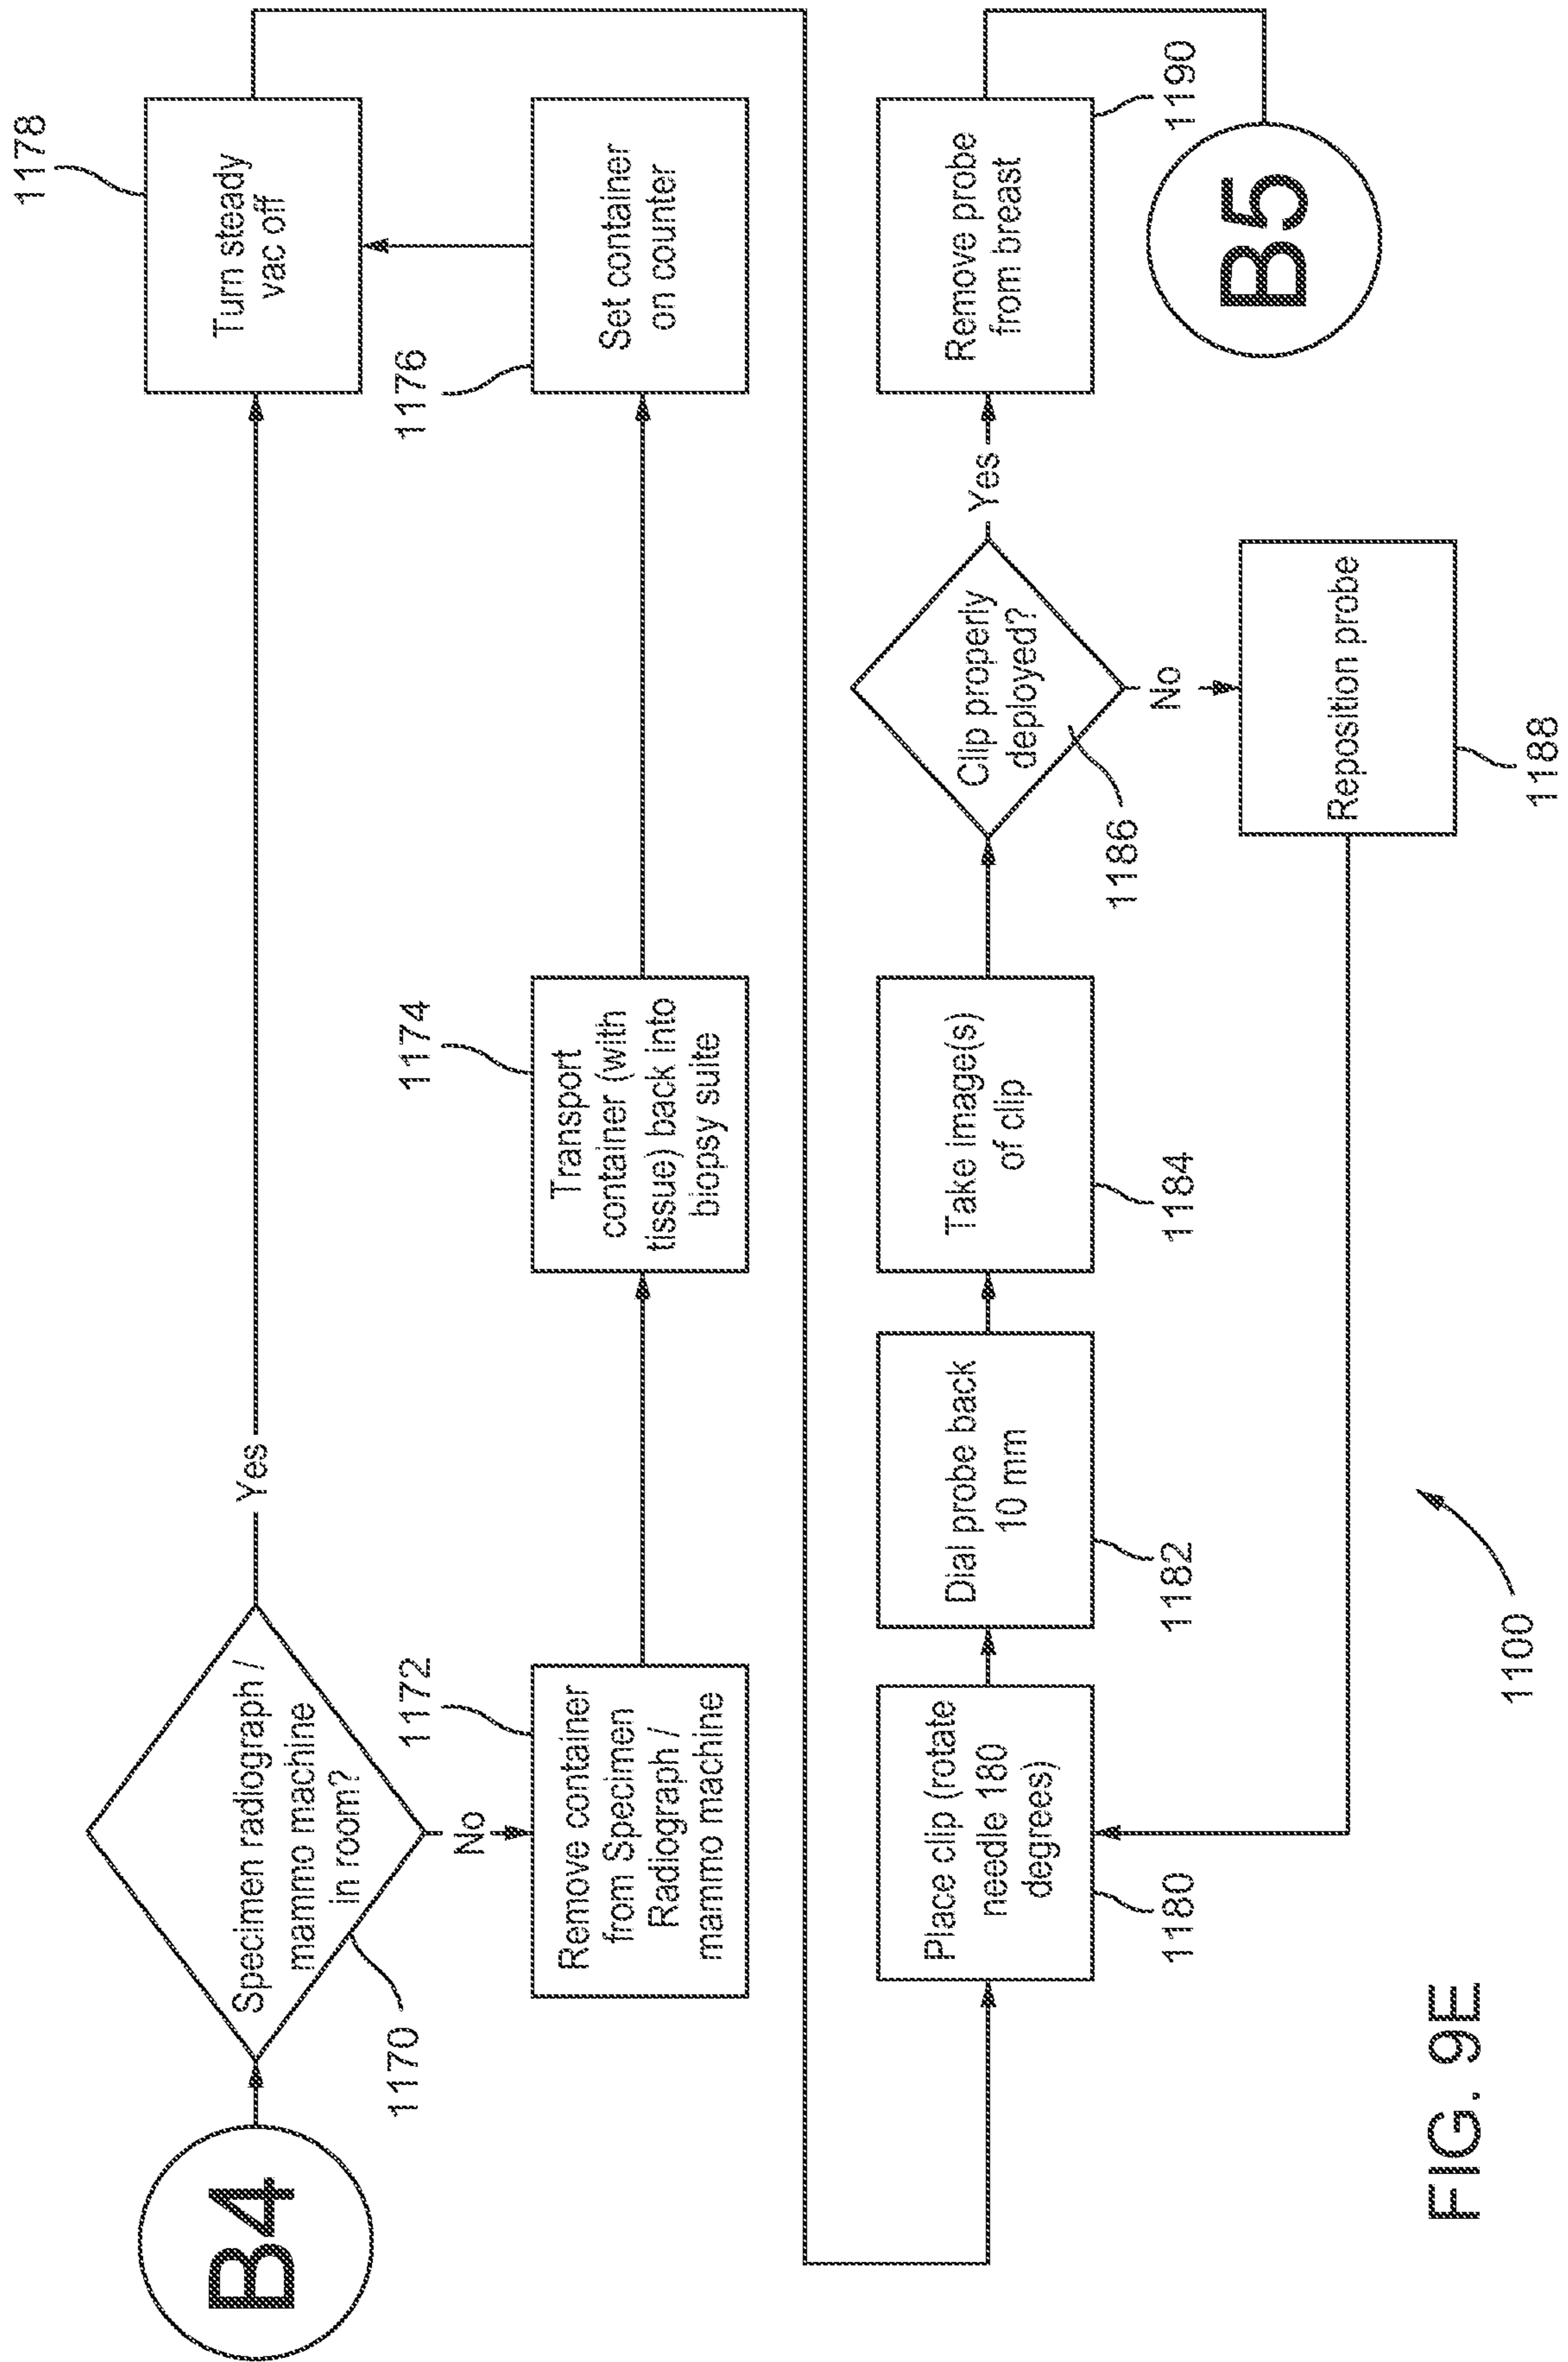 B4
Specimen radiograph /
mammo machine
in room?
1170
Yes
No
Turn steady
vac off
1178
Remove container
from Specimen
Radiograph /
mammo machine
1172
Transport
container (with
tissue) back into
biopsy suite
1174
Set container
on counter
1176
Place clip (rotate
needle 180
degrees)
1180
Dial probe back
10 mm
1182
Take image(s)
of clip
1184
Clip properly
deployed?
1186
Yes
No
Remove probe
from breast
1190
Reposition probe
1188
B5
1100
FIG. 9E